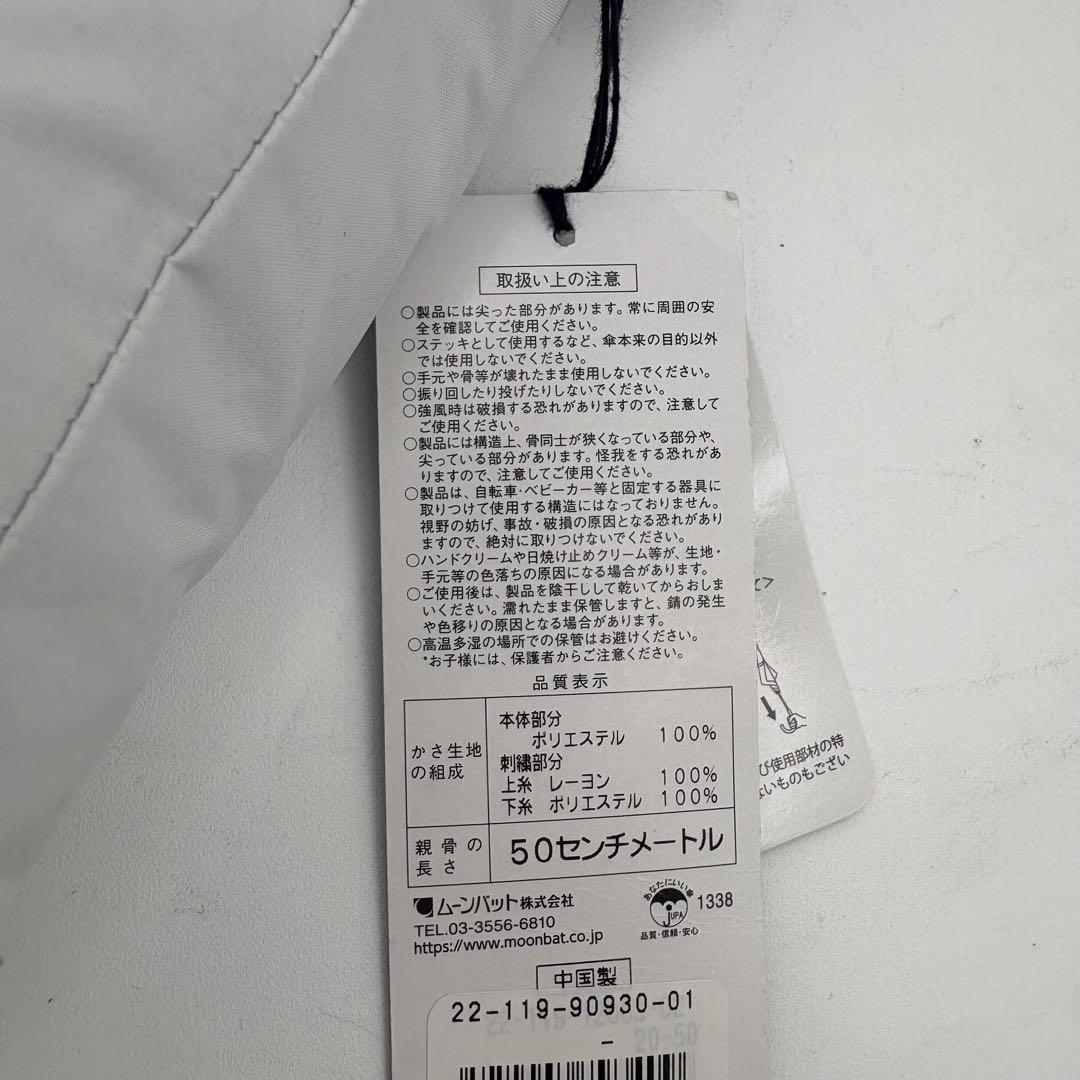 取扱い上の注意
○製品には尖った部分があります。常に周囲の安
全を確認してご使用ください。
○ステッキとして使用するなど、傘本来の目的以外
では使用しないでください。
○手元や骨等が壊れたまま使用しないでください。
○振り回したり投げたりしないでください。
○強風時は破損する恐れがありますので、注意して
ご使用ください。
○製品には構造上、骨同士が狭くなっている部分や、
尖っている部分があります。怪我をする恐れがあ
りますので、注意してご使用ください。
○製品は、自転車・ベビーカー等と固定する器具に
取りつけて使用する構造にはなっておりません。
視野の妨げ、事故・破損の原因となる恐れがあり
ますので、絶対に取りつけないでください。
○ハンドクリームや日焼け止めクリーム等が、生地・
手元等の色落ちの原因になる場合があります。
○ご使用後は、製品を陰干しして乾いてからおしま
いください。濡れたまま保管しますと、錆の発生
や色移りの原因となる場合があります。
○高温多湿の場所での保管はお避けください。
*お子様には、保護者からご注意ください。
品質表示
かさ生地の組成
本体部分
ポリエステル 100%
刺繍部分
上糸 レーヨン 100%
下糸 ポリエステル 100%
親骨の長さ
50センチメートル
ムーンバット株式会社
TEL.03-3556-6810
https://www.moonbat.co.jp
あなたにいい傘
JUPA
品質・信頼・安心
1338
中国製
22-119-90930-01
-
20-50
び使用部材の特
ないものもござい